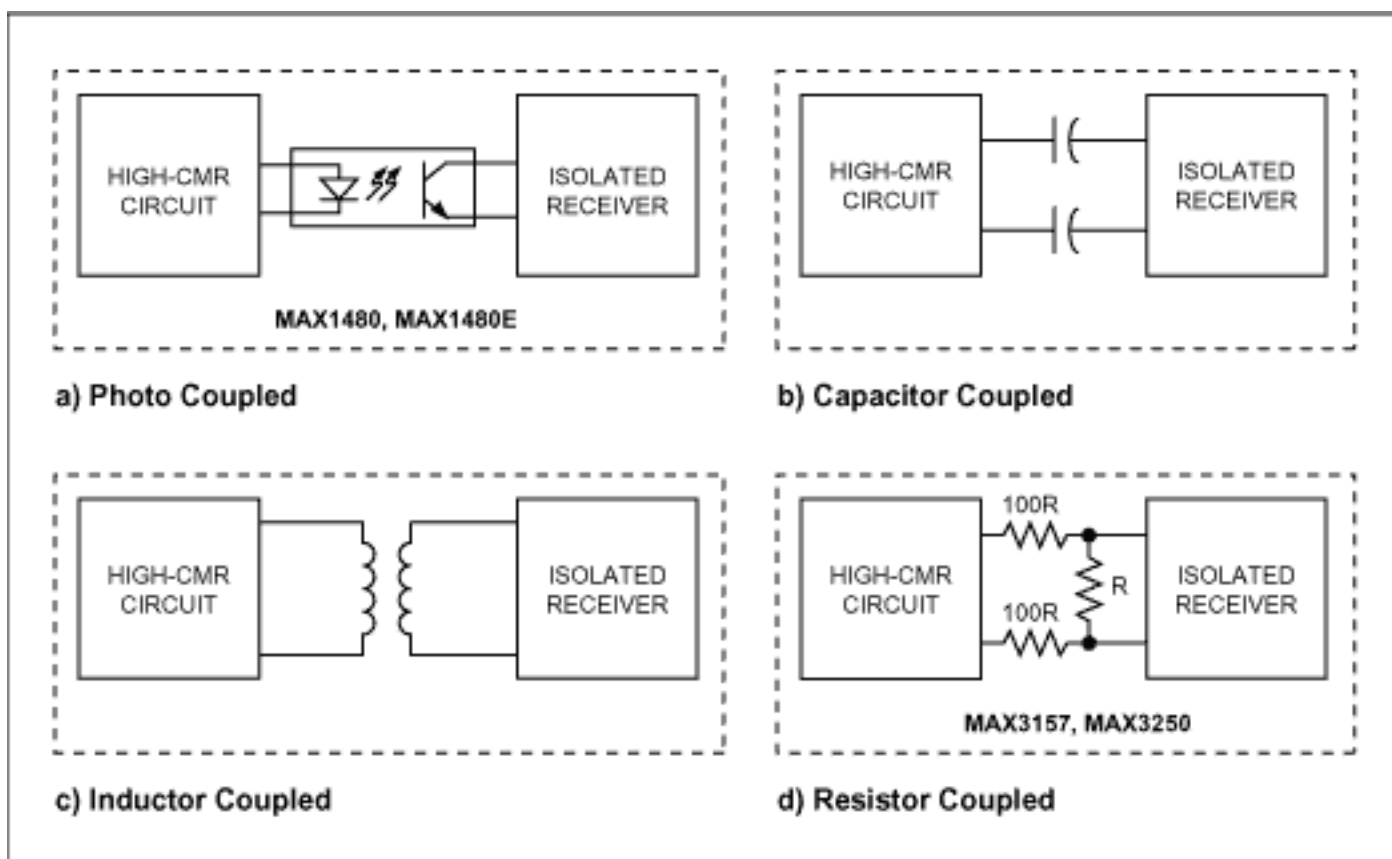 HIGH-CMR
CIRCUIT
ISOLATED
RECEIVER
MAX1480, MAX1480E
a) Photo Coupled
HIGH-CMR
CIRCUIT
ISOLATED
RECEIVER
b) Capacitor Coupled
HIGH-CMR
CIRCUIT
ISOLATED
RECEIVER
c) Inductor Coupled
HIGH-CMR
CIRCUIT
100R
R
100R
ISOLATED
RECEIVER
MAX3157, MAX3250
d) Resistor Coupled